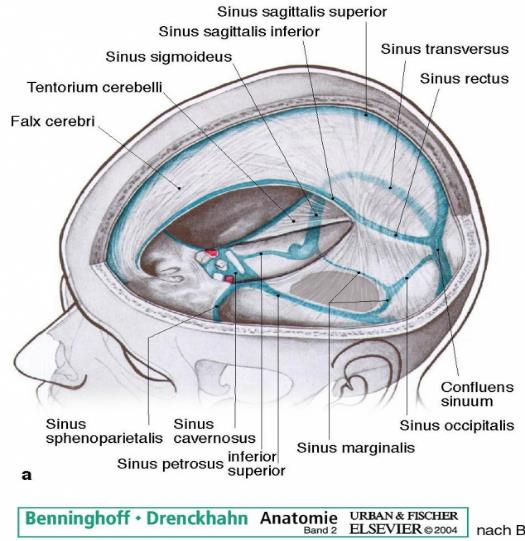 Sinus sagittalis superior
Sinus sagittalis inferior
Sinus transversus
Sinus sigmoideus
Sinus rectus
Tentorium cerebelli
Falx cerebri
Confluens
sinuum
Sinus occipitalis
Sinus
sphenoparietalis
Sinus
cavernosus
Sinus marginalis
Sinus petrosus inferior
superior
a
Benninghoff · Drenckhahn Anatomie
Band 2
URBAN & FISCHER
ELSEVIER © 2004
nach B